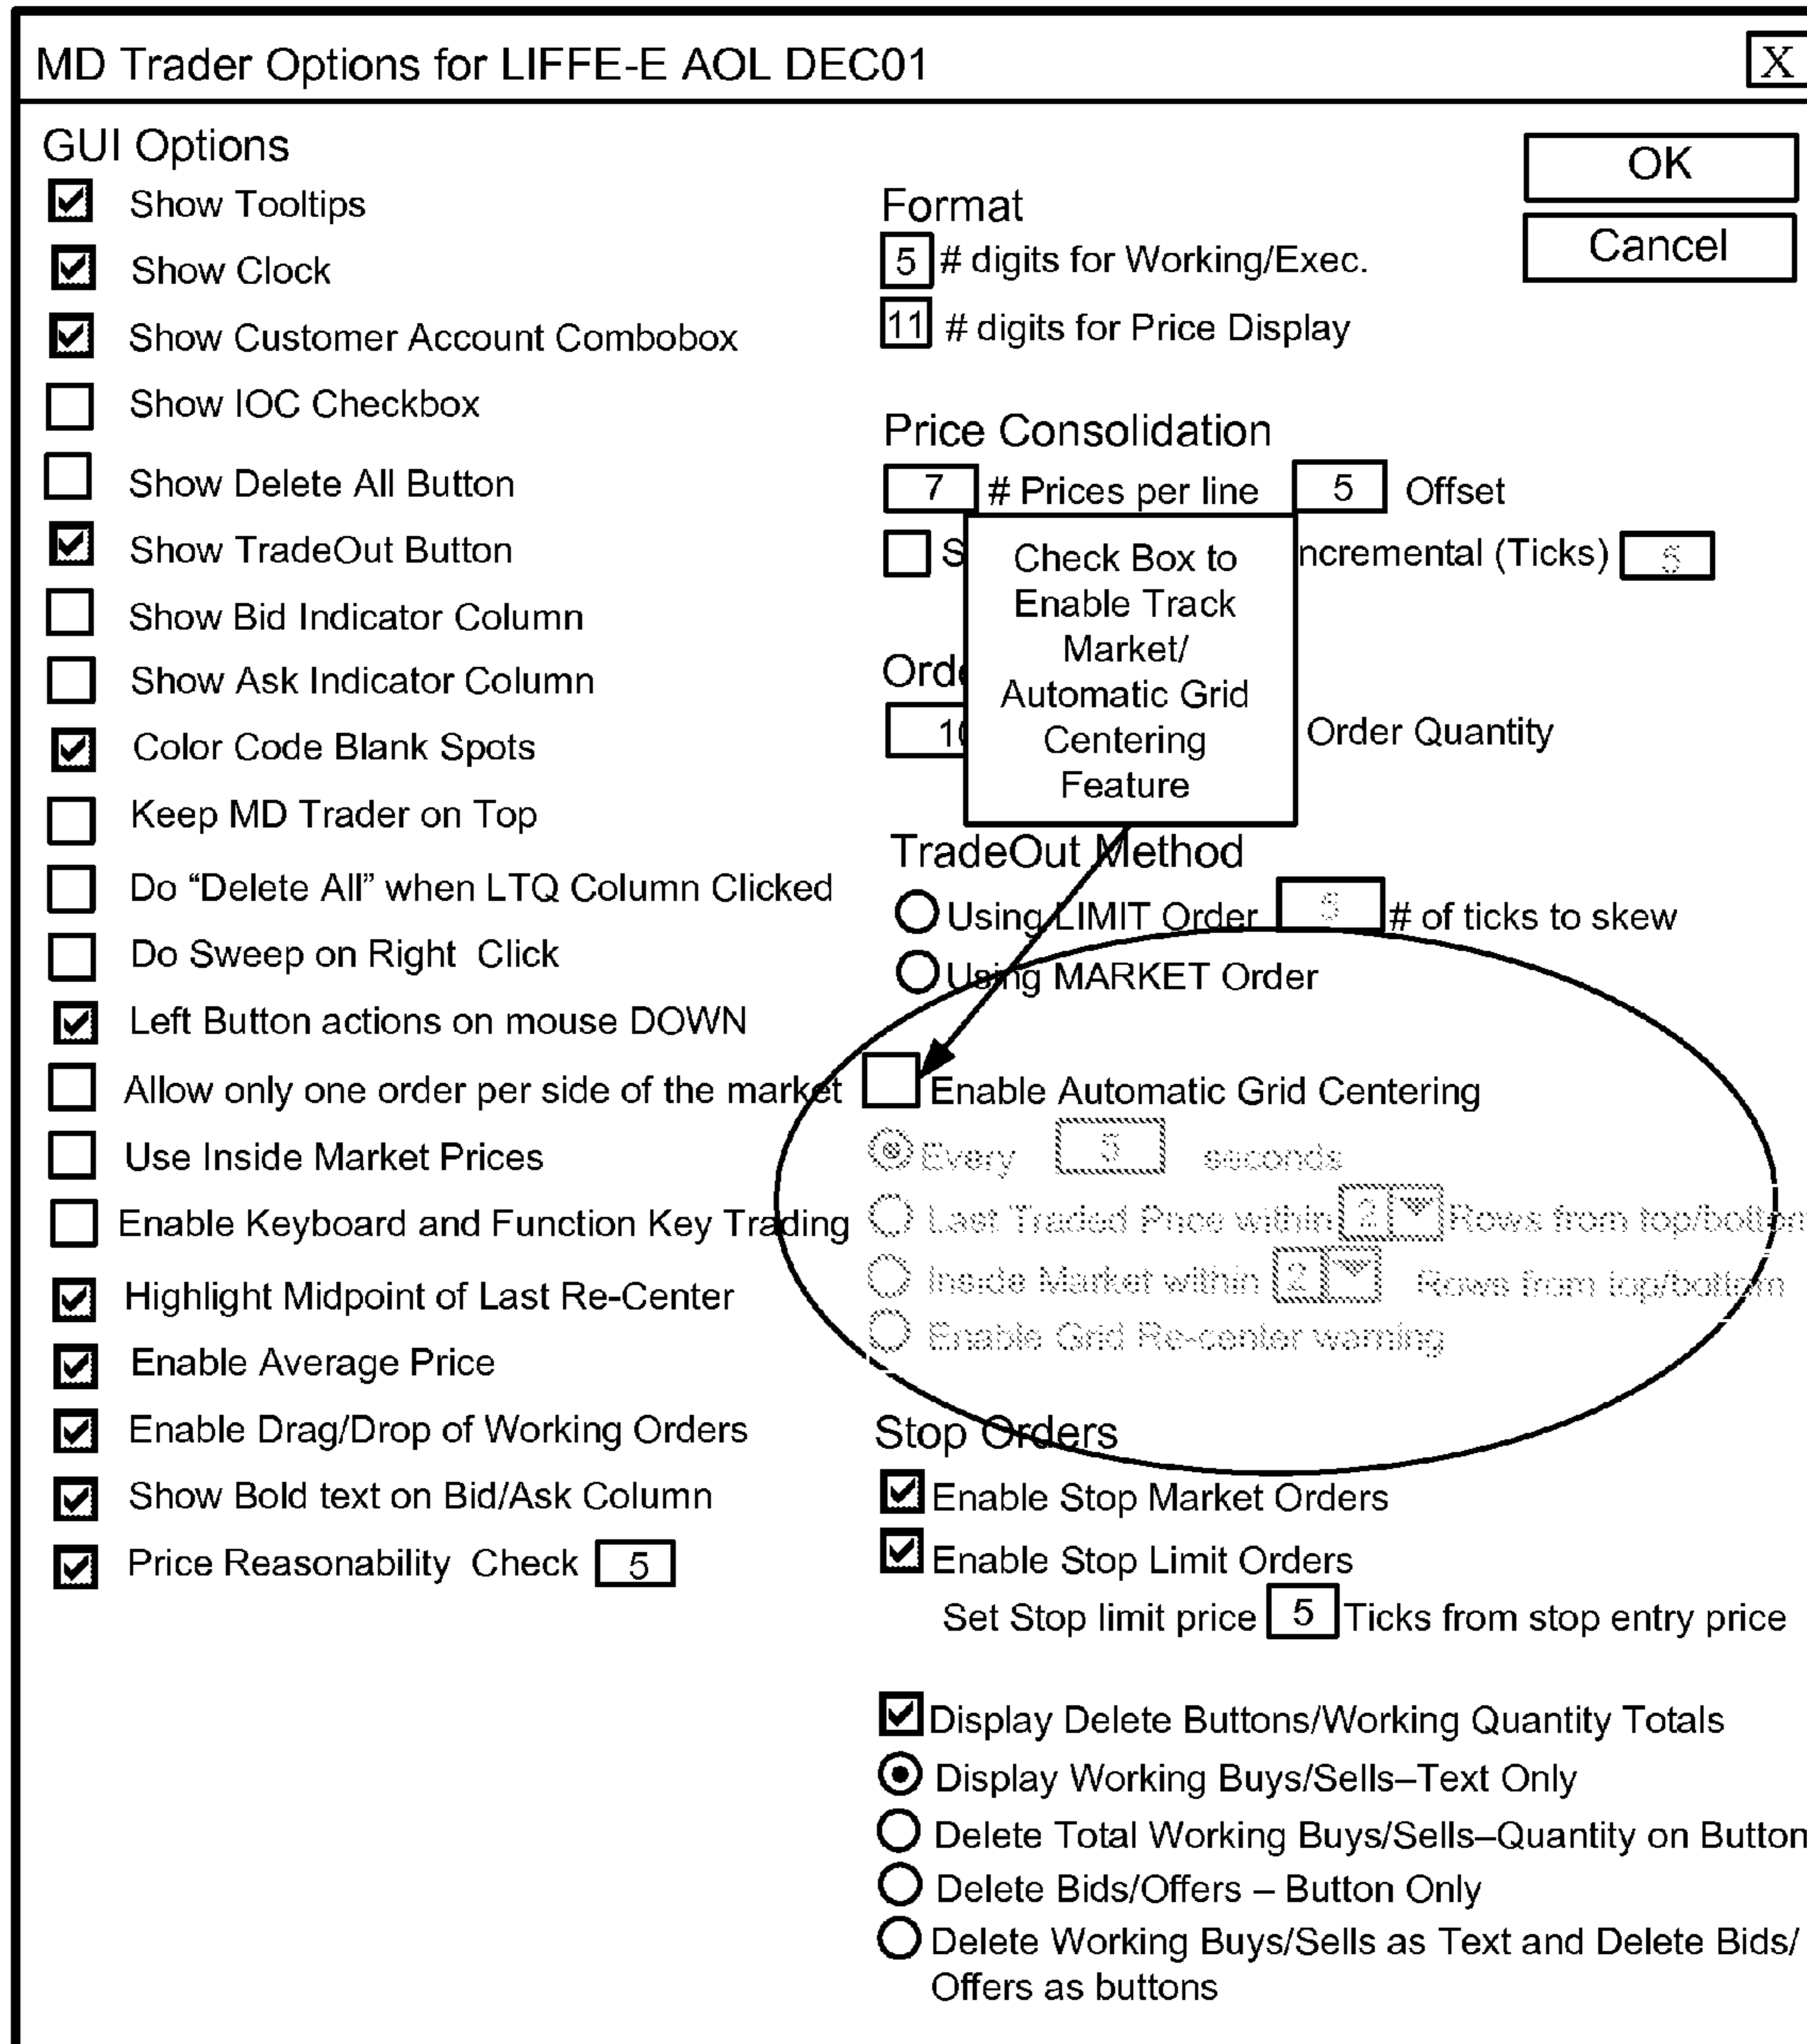 MD Trader Options for LIFFE-E AOL DEC01
X
GUI Options
Show Tooltips
Show Clock
Show Customer Account Combobox
Show IOC Checkbox
Show Delete All Button
Show TradeOut Button
Show Bid Indicator Column
Show Ask Indicator Column
Color Code Blank Spots
Keep MD Trader on Top
Do “Delete All” when LTQ Column Clicked
Do Sweep on Right Click
Left Button actions on mouse DOWN
Allow only one order per side of the market
Use Inside Market Prices
Enable Keyboard and Function Key Trading
Highlight Midpoint of Last Re-Center
Enable Average Price
Enable Drag/Drop of Working Orders
Show Bold text on Bid/Ask Column
Price Reasonability Check 5
OK
Cancel
Format
5 # digits for Working/Exec.
11 # digits for Price Display
Price Consolidation
7 # Prices per line 5 Offset
(Ticks) 5
Check Box to
Enable Track
Market/
Automatic Grid
Centering
Feature
Order Quantity
TradeOut Method
Using LIMIT Order 5 # of ticks to skew
Using MARKET Order
Enable Automatic Grid Centering
Every 5 seconds
Last Traded Price within 2 Rows from top/bottom
Inside Market within 2 Rows from top/bottom
Enable Grid Re-center warning
Stop Orders
Enable Stop Market Orders
Enable Stop Limit Orders
Set Stop limit price 5 Ticks from stop entry price
Display Delete Buttons/Working Quantity Totals
Display Working Buys/Sells–Text Only
Delete Total Working Buys/Sells–Quantity on Button
Delete Bids/Offers – Button Only
Delete Working Buys/Sells as Text and Delete Bids/
Offers as buttons